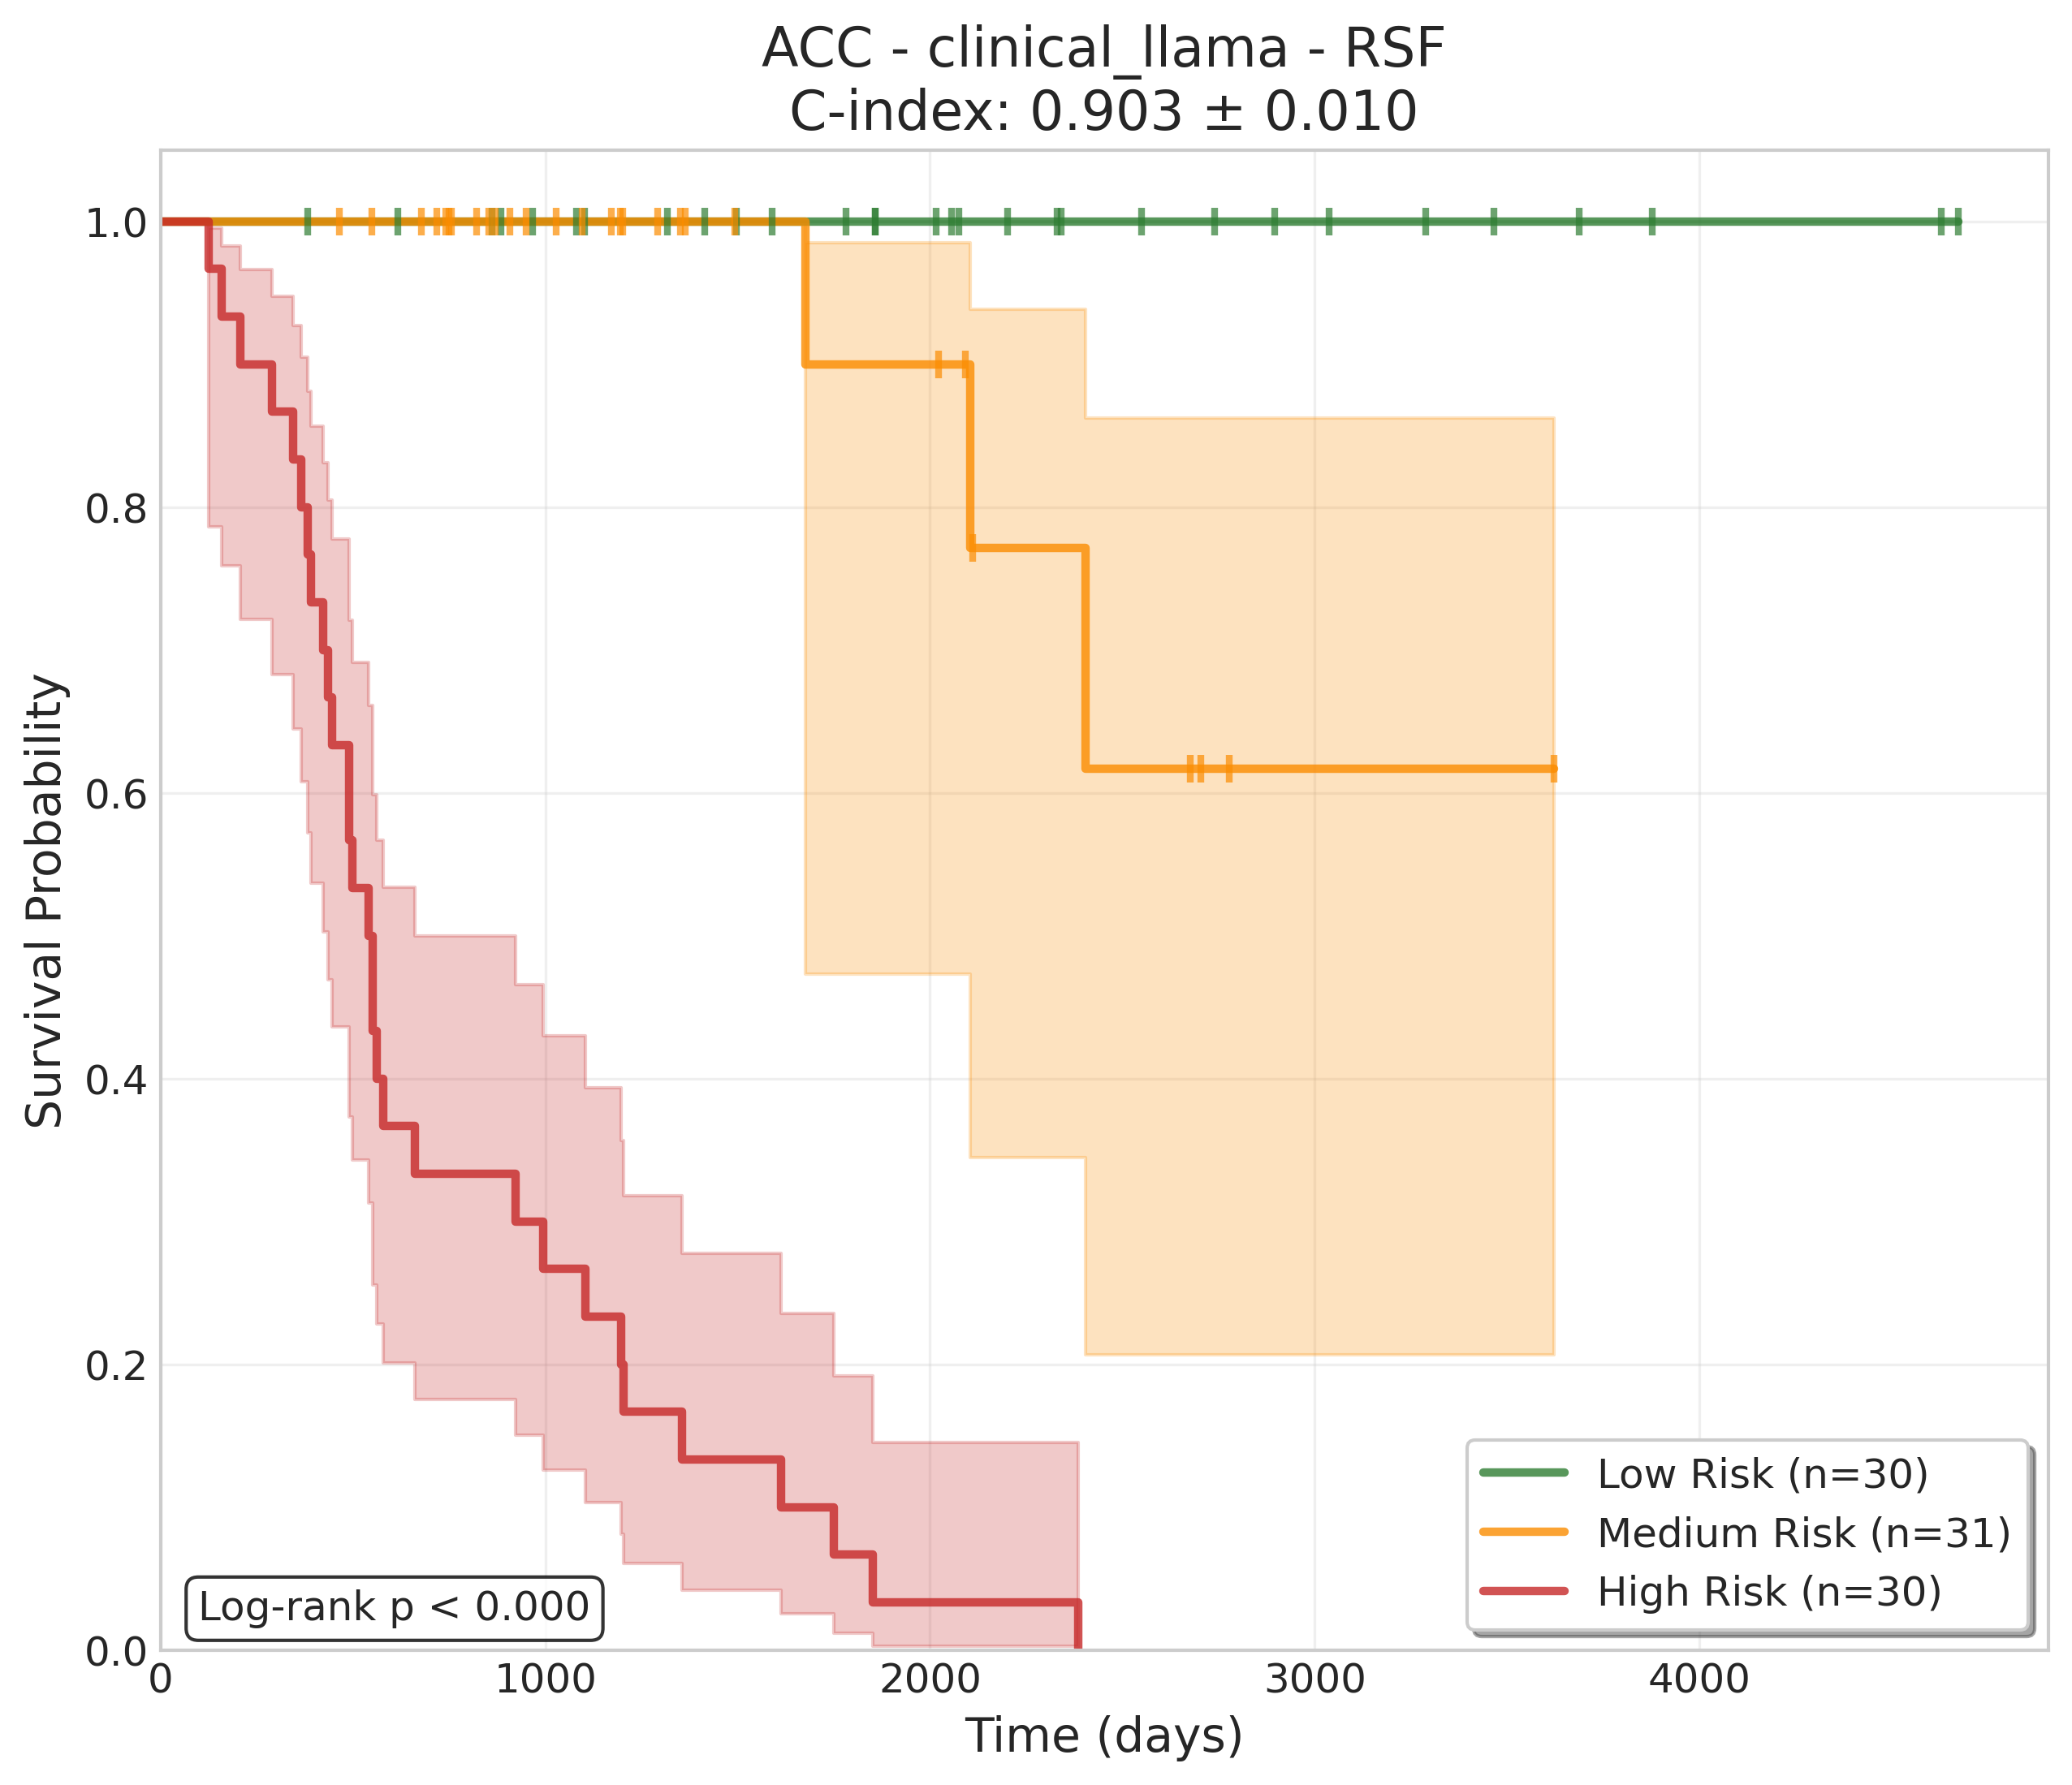 ACC - clinical_llama - RSF
C-index: 0.903 ± 0.010
Survival Probability
1.0
0.8
0.6
0.4
0.2
0.0
Log-rank p < 0.000
Low Risk (n=30)
Medium Risk (n=31)
High Risk (n=30)
0 1000 2000 3000 4000
Time (days)